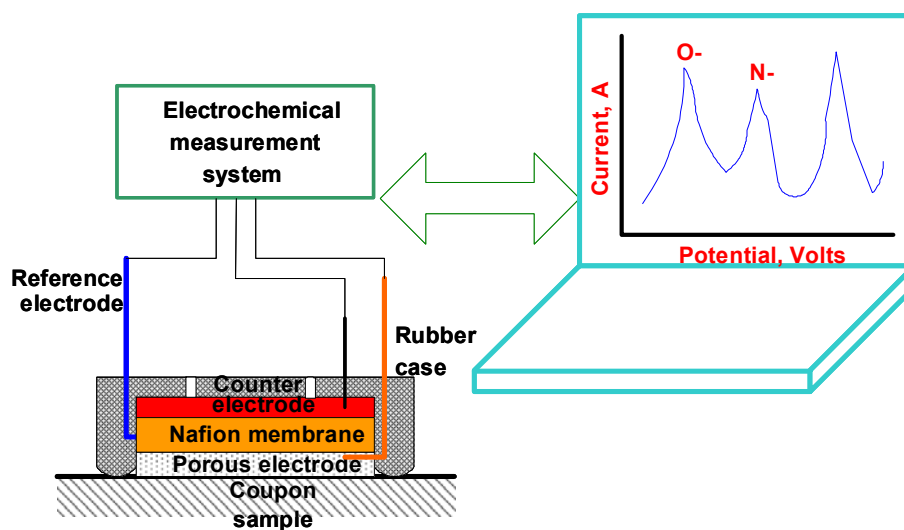 Electrochemical
measurement
system
O-
N-
Current, A
Potential, Volts
Reference
electrode
Rubber
case
Counter
electrode
Nafion membrane
Porous electrode
Coupon
sample